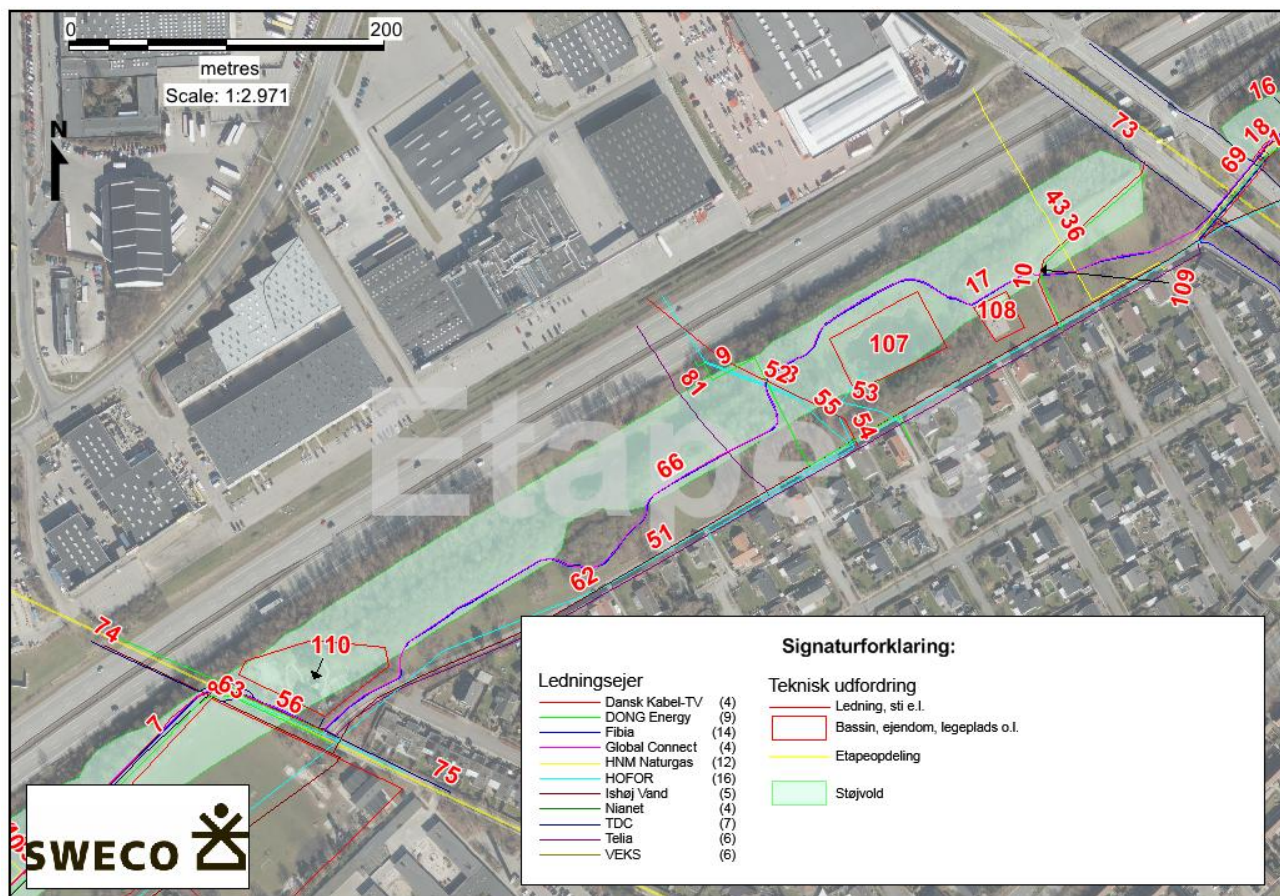 0 200
metres
Scale: 1:2.971
N
16
73
18
69
43
36
17
10
108
109
107
9
52
81
53
55
54
Etape 3
66
51
62
74
110
63
56
7
75
Signaturforklaring:
Ledningsejer
Dansk Kabel-TV (4)
DONG Energy (9)
Fibia (14)
Global Connect (4)
HNM Naturgas (12)
HOFOR (16)
Ishøj Vand (5)
Nianet (4)
TDC (7)
Telia (6)
VEKS (6)
Teknisk udfordring
Ledning, sti e.l.
Bassin, ejendom, legeplads o.l.
Etapeopdeling
Støjvold
SWECO